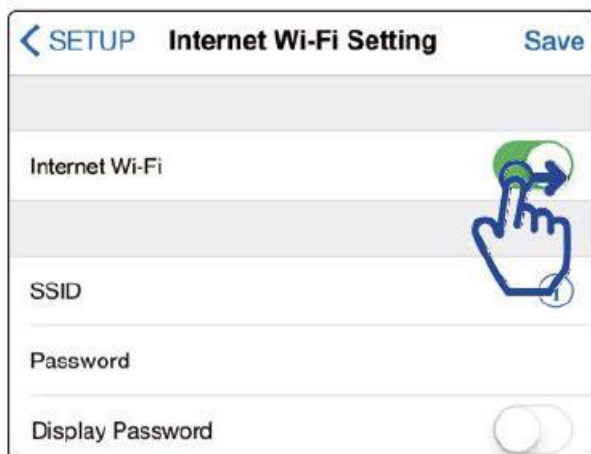 SETUP Internet Wi-Fi Setting Save
Internet Wi-Fi
SSID
Password
Display Password